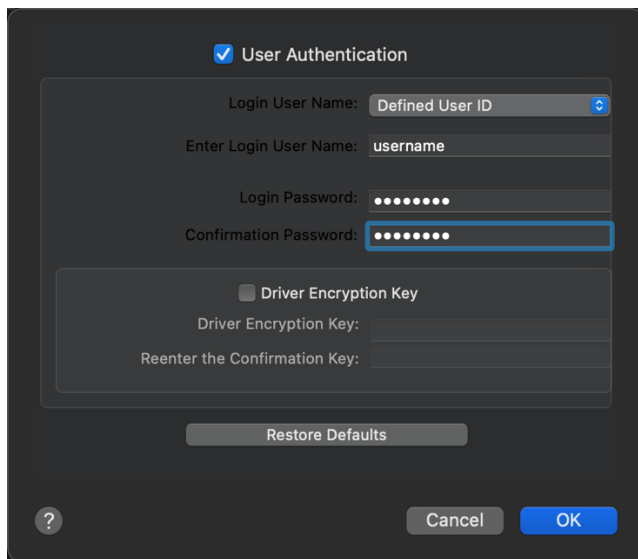 User Authentication
Login User Name: Defined User ID
Enter Login User Name: username
Login Password: ••••••••
Confirmation Password: ••••••••
Driver Encryption Key
Driver Encryption Key:
Reenter the Confirmation Key:
Restore Defaults
? Cancel OK